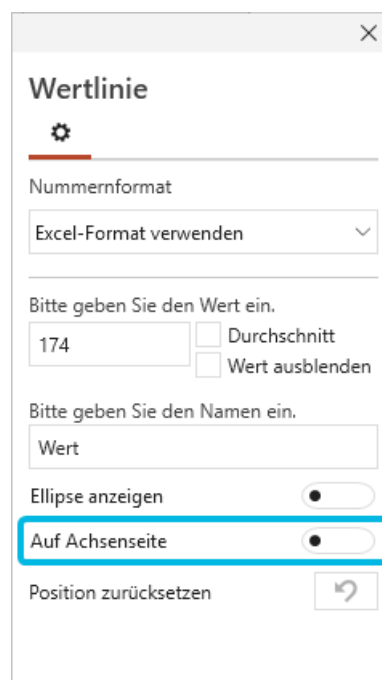 Wertlinie
Nummernformat
Excel-Format verwenden
Bitte geben Sie den Wert ein.
174
Durchschnitt
Wert ausblenden
Bitte geben Sie den Namen ein.
Wert
Ellipse anzeigen
Auf Achsenseite
Position zurücksetzen